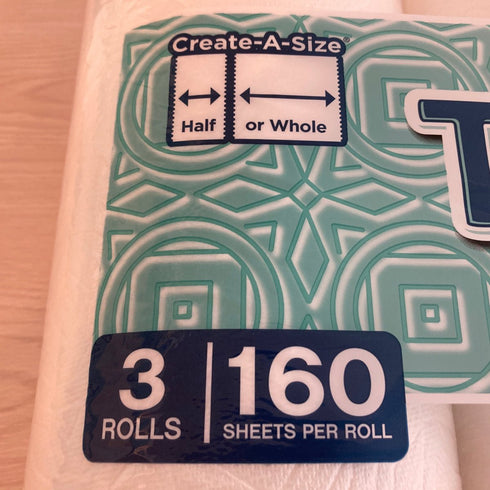 Create-A-Size®
Half
or Whole
T
3
ROLLS
160
SHEETS PER ROLL